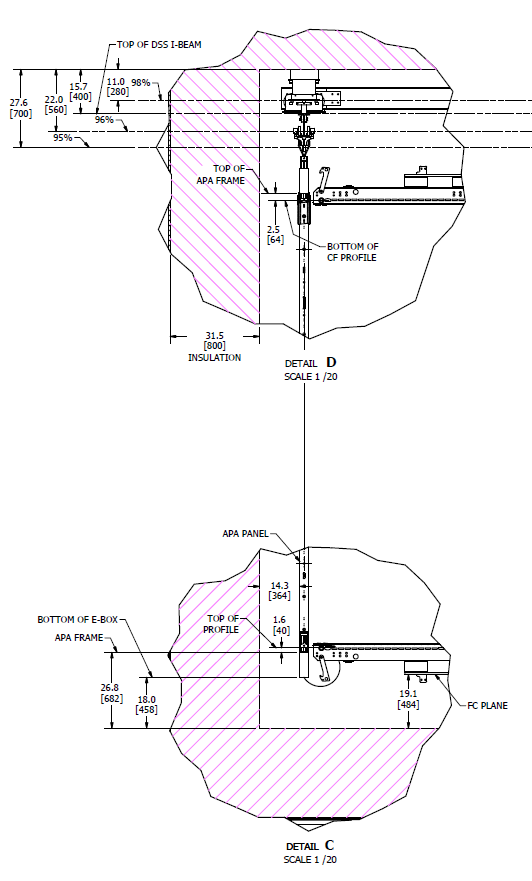 TOP OF DSS I-BEAM
11.0
[280]
98%
15.7
[400]
22.0
[560]
27.6
[700]
96%
95%
TOP OF
APA FRAME
2.5
[64]
BOTTOM OF
CF PROFILE
31.5
[800]
INSULATION
DETAIL D
SCALE 1 /20
APA PANEL
14.3
[364]
BOTTOM OF E-BOX
TOP OF
PROFILE
1.6
[40]
APA FRAME
26.8
[682]
18.0
[458]
19.1
[484]
FC PLANE
DETAIL C
SCALE 1 /20